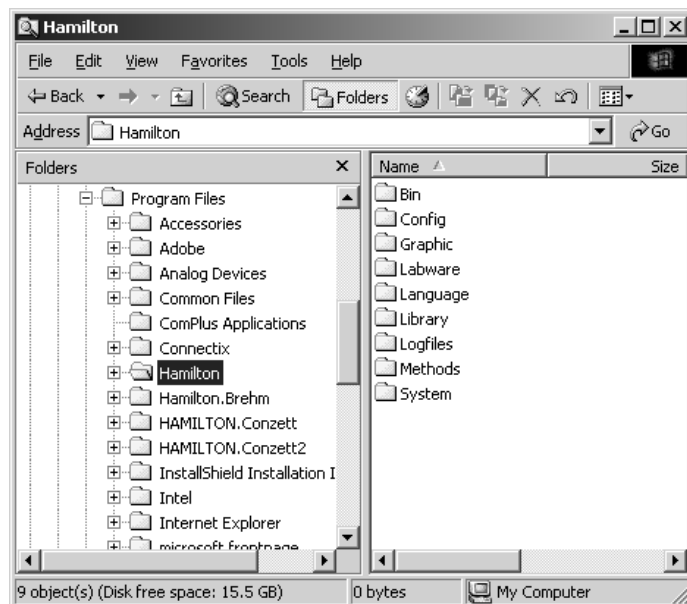 Hamilton
File Edit View Favorites Tools Help
Back Search Folders
Address Hamilton Go
Folders
Program Files
Accessories
Adobe
Analog Devices
Common Files
ComPlus Applications
Connectix
Hamilton
Hamilton.Brehm
HAMILTON.Conzett
HAMILTON.Conzett2
InstallShield Installation I
Intel
Internet Explorer
microsoft frontpage
Name Size
Bin
Config
Graphic
Labware
Language
Library
Logfiles
Methods
System
9 object(s) (Disk free space: 15.5 GB) 0 bytes My Computer